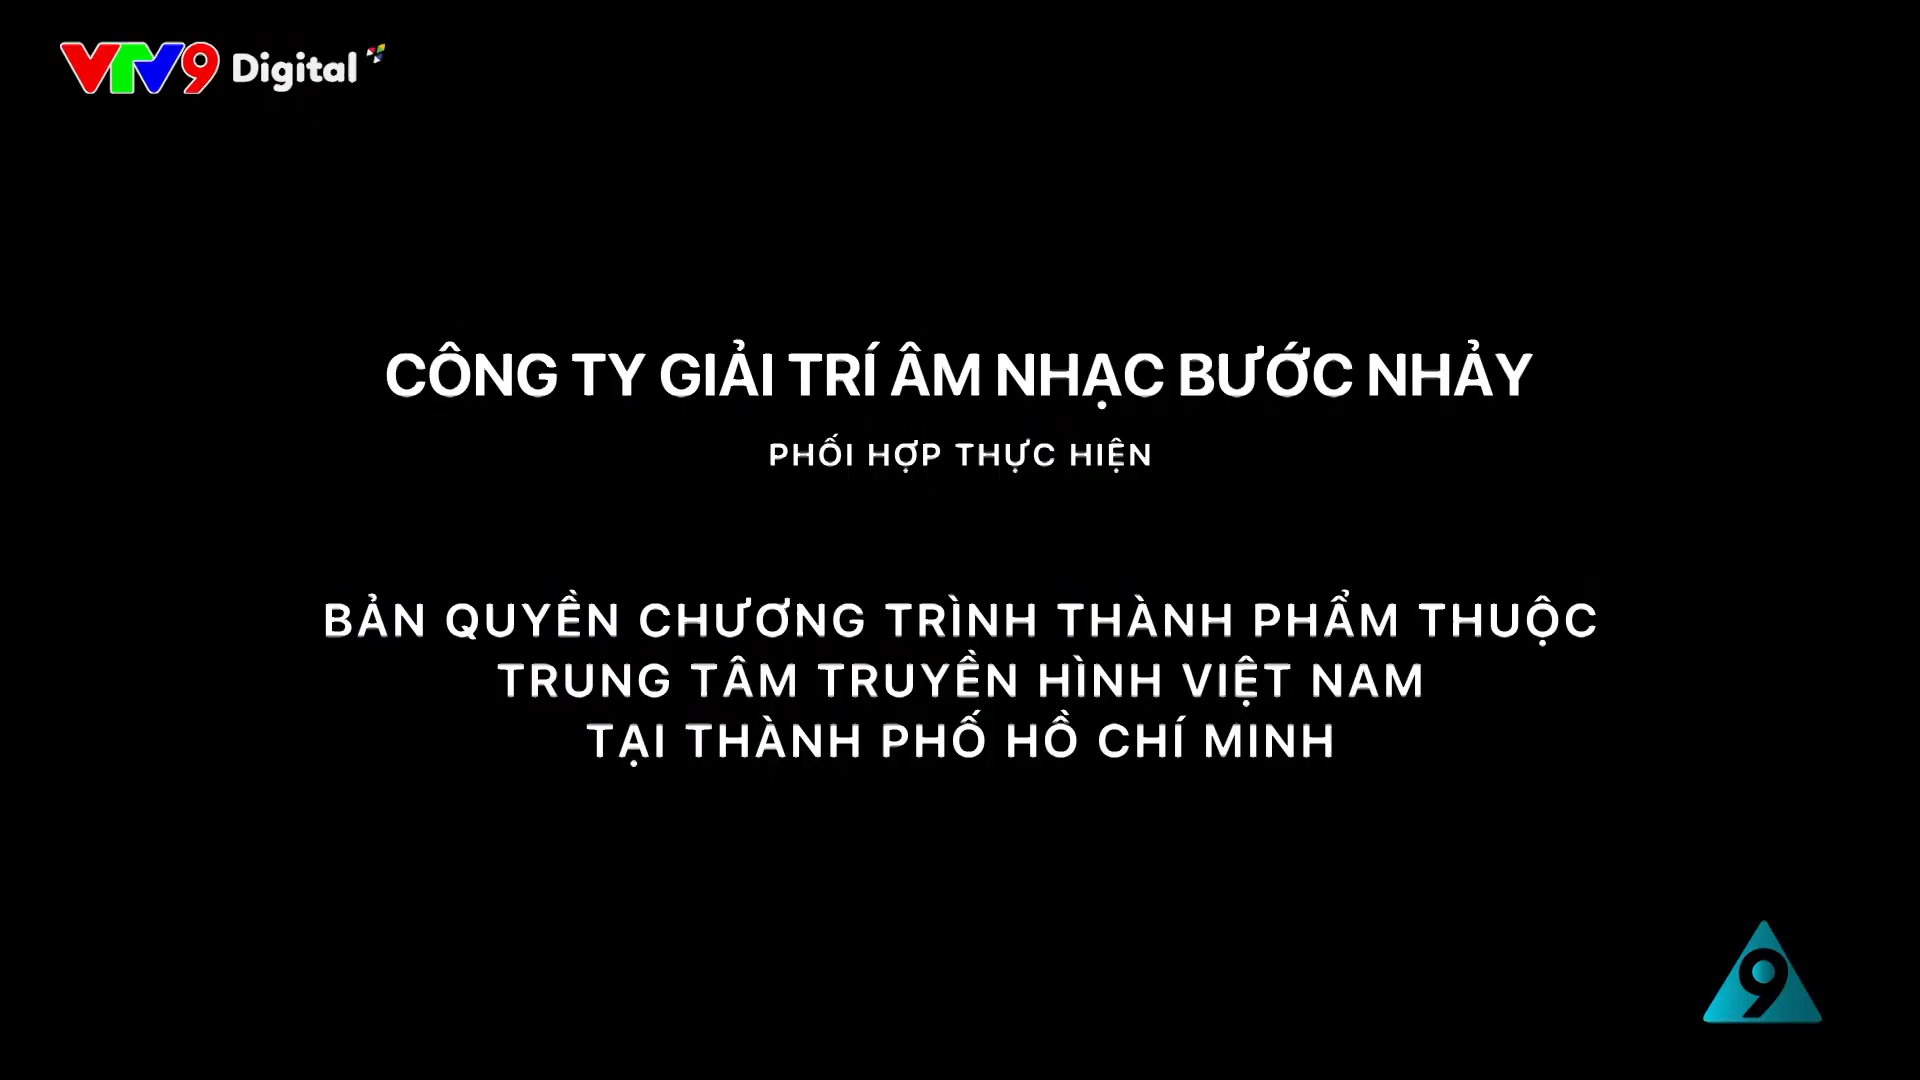 VTV9 Digital
CÔNG TY GIẢI TRÍ ÂM NHẠC BƯỚC NHẢY
PHỐI HỢP THỰC HIỆN
BẢN QUYỀN CHƯƠNG TRÌNH THÀNH PHẨM THUỘC
TRUNG TÂM TRUYỀN HÌNH VIỆT NAM
TẠI THÀNH PHỐ HỒ CHÍ MINH
9